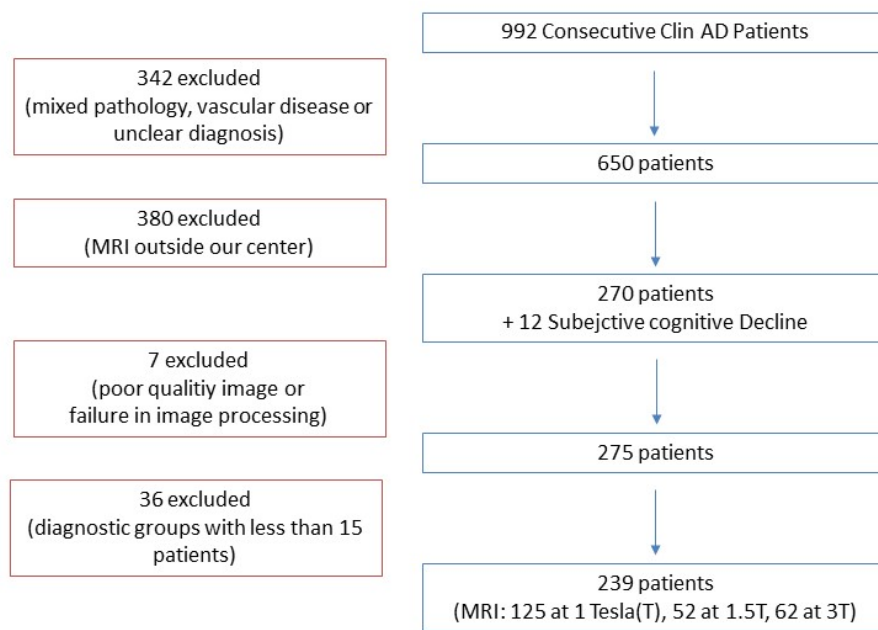 992 Consecutive Clin AD Patients
342 excluded
(mixed pathology, vascular disease or
unclear diagnosis)
650 patients
380 excluded
(MRI outside our center)
270 patients
+ 12 Subejctive cognitive Decline
7 excluded
(poor qualitiy image or
failure in image processing)
275 patients
36 excluded
(diagnostic groups with less than 15
patients)
239 patients
(MRI: 125 at 1 Tesla(T), 52 at 1.5T, 62 at 3T)